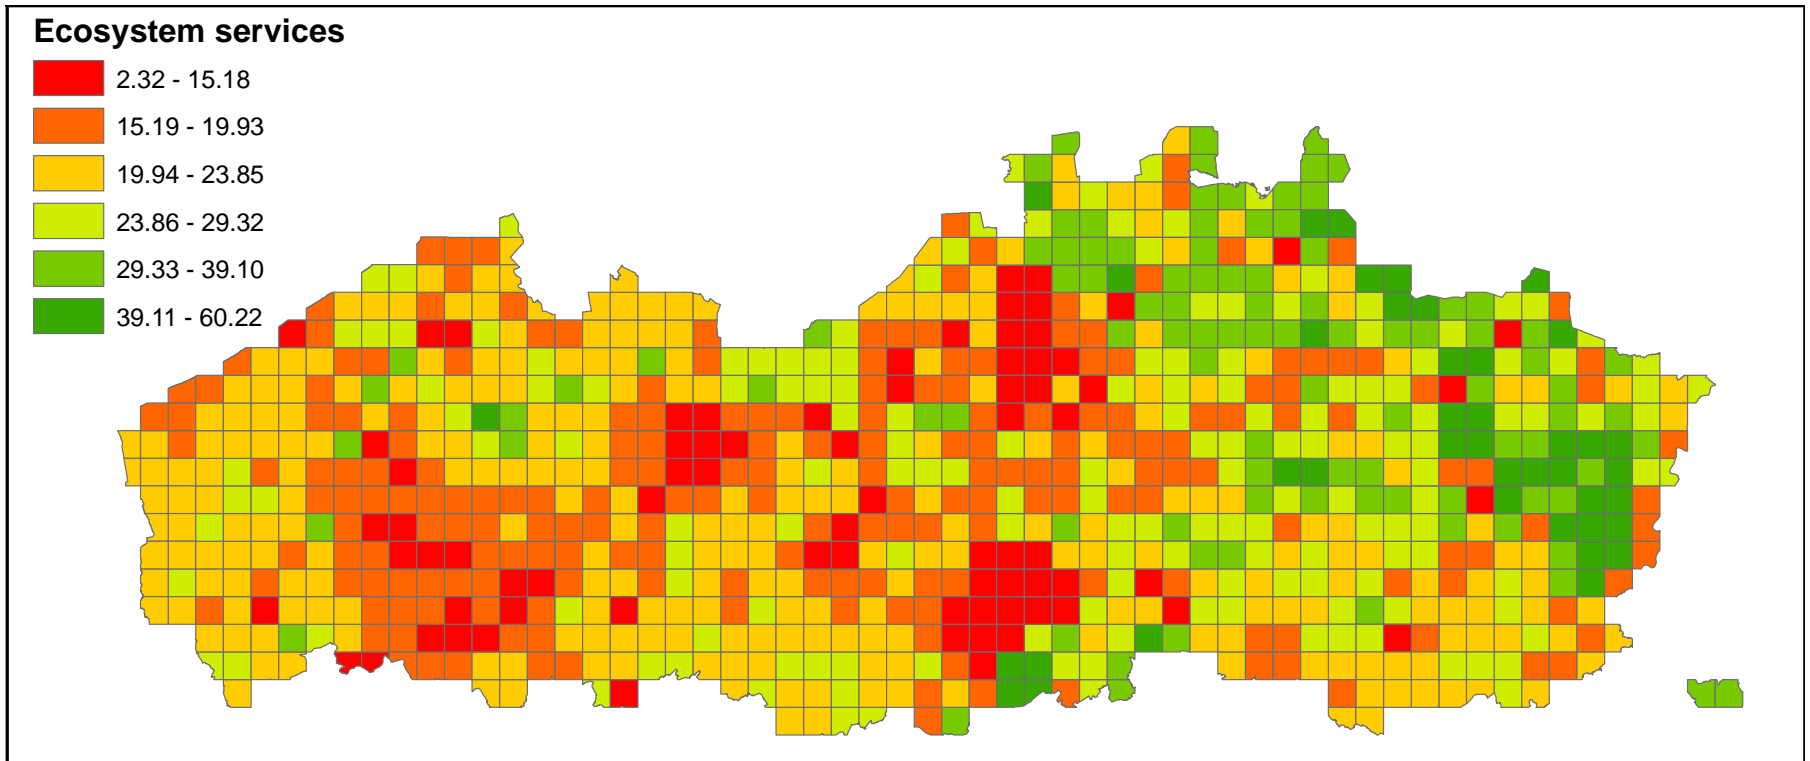 Ecosystem services
2.32 - 15.18
15.19 - 19.93
19.94 - 23.85
23.86 - 29.32
29.33 - 39.10
39.11 - 60.22